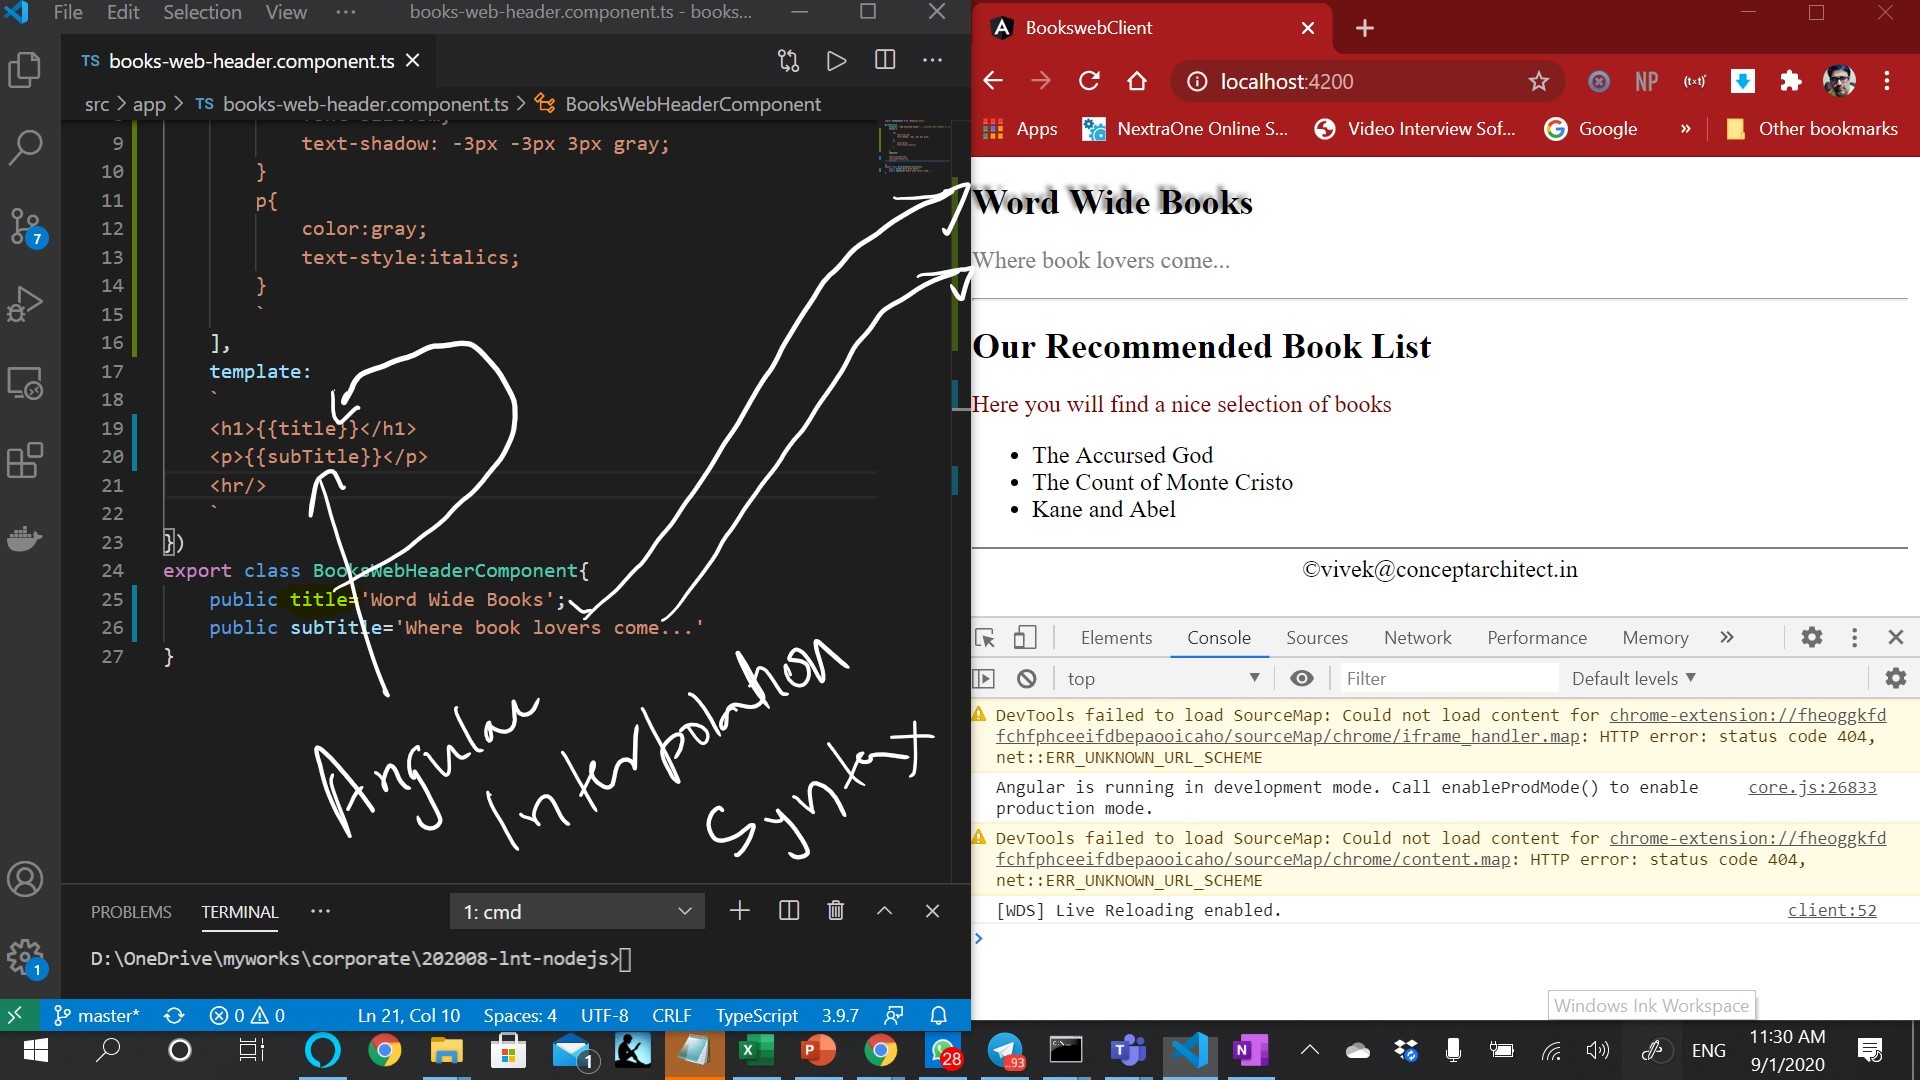 File Edit Selection View ··· books-web-header.component.ts - books...
TS books-web-header.component.ts
src > app > TS books-web-header.component.ts > BooksWebHeaderComponent
9 text-shadow: -3px -3px 3px gray;
10 }
11 p{
12 color:gray;
13 text-style:italics;
14 }
15 `
16 ],
17 template:
18 `
19 <h1>{{title}}</h1>
20 <p>{{subTitle}}</p>
21 <hr/>
22 `
23 })
24 export class BooksWebHeaderComponent{
25 public title='Word Wide Books';
26 public subTitle='Where book lovers come...'
27 }
Angular
Interpolation
Syntax
7
1
PROBLEMS TERMINAL ··· 1: cmd
D:\OneDrive\myworks\corporate\202008-lnt-nodejs>
master* 0 0 Ln 21, Col 10 Spaces: 4 UTF-8 CRLF TypeScript 3.9.7
BookswebClient
localhost:4200 NP (txt)
Apps NextraOne Online S... Video Interview Sof... Google » Other bookmarks
Word Wide Books
Where book lovers come...
Our Recommended Book List
Here you will find a nice selection of books
• The Accursed God
• The Count of Monte Cristo
• Kane and Abel
©vivek@conceptarchitect.in
Elements Console Sources Network Performance Memory »
top Filter Default levels
DevTools failed to load SourceMap: Could not load content for chrome-extension://fheoggkfd
fchfphceeifdbepaooicaho/sourceMap/chrome/iframe_handler.map: HTTP error: status code 404,
net::ERR_UNKNOWN_URL_SCHEME
Angular is running in development mode. Call enableProdMode() to enable core.js:26833
production mode.
DevTools failed to load SourceMap: Could not load content for chrome-extension://fheoggkfd
fchfphceeifdbepaooicaho/sourceMap/chrome/content.map: HTTP error: status code 404,
net::ERR_UNKNOWN_URL_SCHEME
[WDS] Live Reloading enabled. client:52
Windows Ink Workspace
1 28 ..93 ENG 11:30 AM
9/1/2020